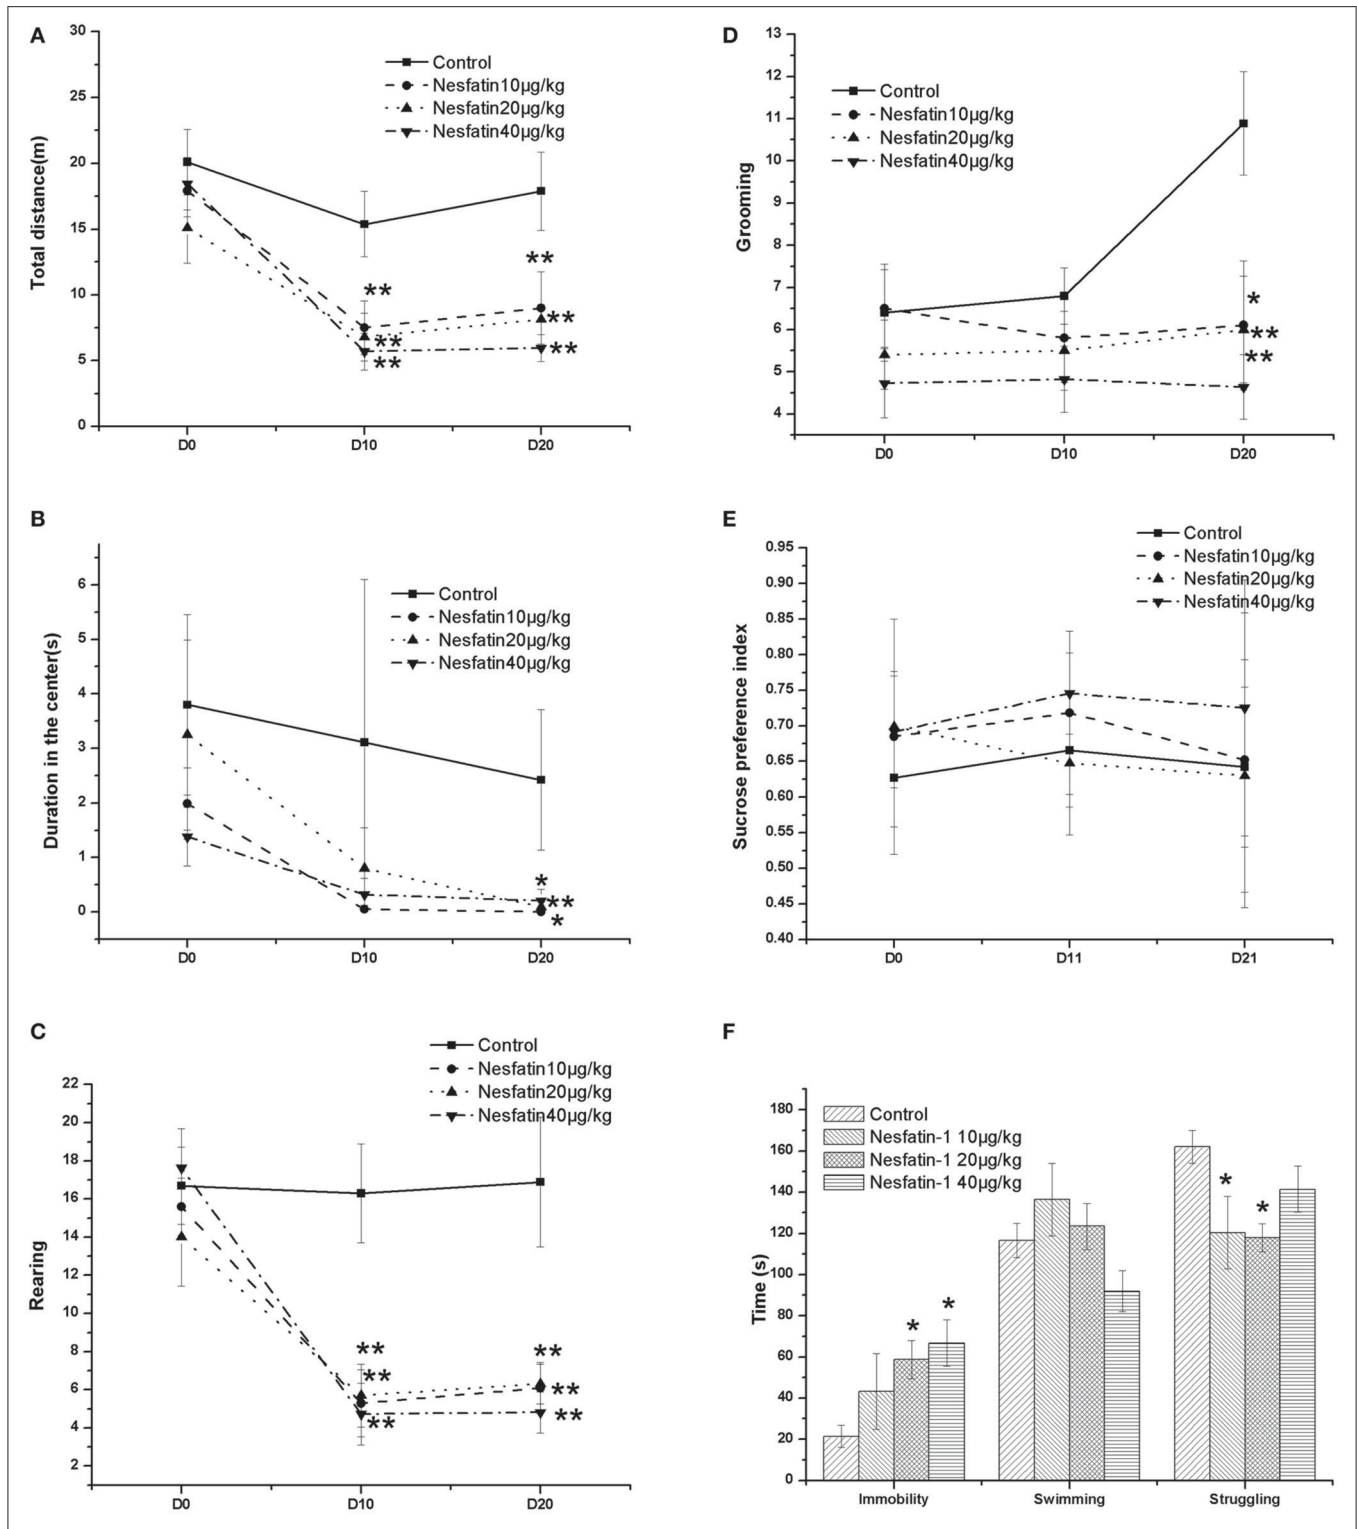 A
30
25
20
15
10
5
0
Total distance(m)
Control
Nesfatin10µg/kg
Nesfatin20µg/kg
Nesfatin40µg/kg
**
**
**
**
**
**
D0
D10
D20
B
6
5
4
3
2
1
0
Duration in the center(s)
Control
Nesfatin10µg/kg
Nesfatin20µg/kg
Nesfatin40µg/kg
*
**
*
D0
D10
D20
C
22
20
18
16
14
12
10
8
6
4
2
Rearing
Control
Nesfatin10µg/kg
Nesfatin20µg/kg
Nesfatin40µg/kg
**
**
**
**
**
**
D0
D10
D20
D
13
12
11
10
9
8
7
6
5
4
Grooming
Control
Nesfatin10µg/kg
Nesfatin20µg/kg
Nesfatin40µg/kg
*
**
**
D0
D10
D20
E
0.95
0.90
0.85
0.80
0.75
0.70
0.65
0.60
0.55
0.50
0.45
0.40
Sucrose preference index
Control
Nesfatin10µg/kg
Nesfatin20µg/kg
Nesfatin40µg/kg
D0
D11
D21
F
180
160
140
120
100
80
60
40
20
0
Time (s)
Control
Nesfatin-1 10µg/kg
Nesfatin-1 20µg/kg
Nesfatin-1 40µg/kg
*
*
*
*
Immobility
Swimming
Struggling